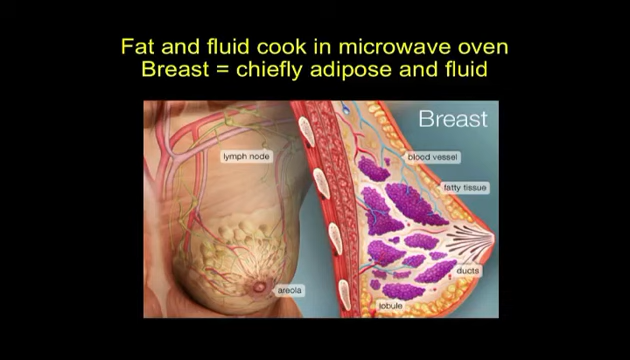 Fat and fluid cook in microwave oven
Breast = chiefly adipose and fluid
Breast
lymph node
blood vessel
fatty tissue
ducts
areola
lobule